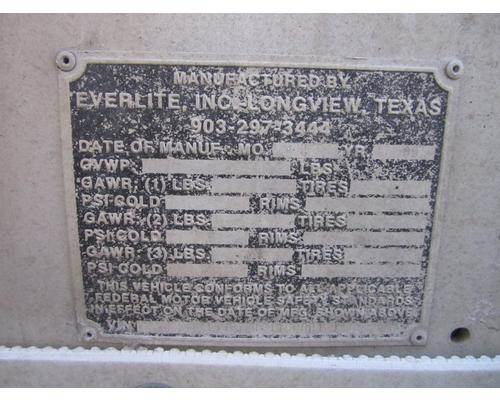 MANUFACTURED BY
EVERLITE, INC. LONGVIEW, TEXAS
903-297-3444
DATE OF MANUF. MO. YR.
GVWR. LBS.
GAWR: (1) LBS. TIRES
PSI COLD RIMS
GAWR: (2) LBS. TIRES
PSI COLD RIMS
GAWR: (3) LBS. TIRES
PSI COLD RIMS
THIS VEHICLE CONFORMS TO ALL APPLICABLE
FEDERAL MOTOR VEHICLE SAFETY STANDARDS
IN EFFECT ON THE DATE OF MFG. SHOWN ABOVE.
VIN